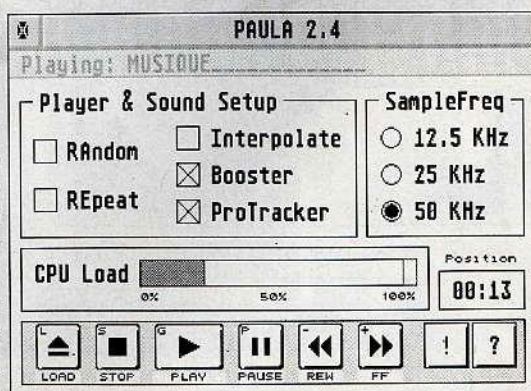 PAULA 2.4
Playing: MUSIQUE_______________
Player & Sound Setup
RAndom
REpeat
Interpolate
Booster
ProTracker
SampleFreq
12.5 KHz
25 KHz
50 KHz
CPU Load
0% 50% 100%
Position
00:13
L S G P - +
! ?
LOAD STOP PLAY PAUSE REW FF